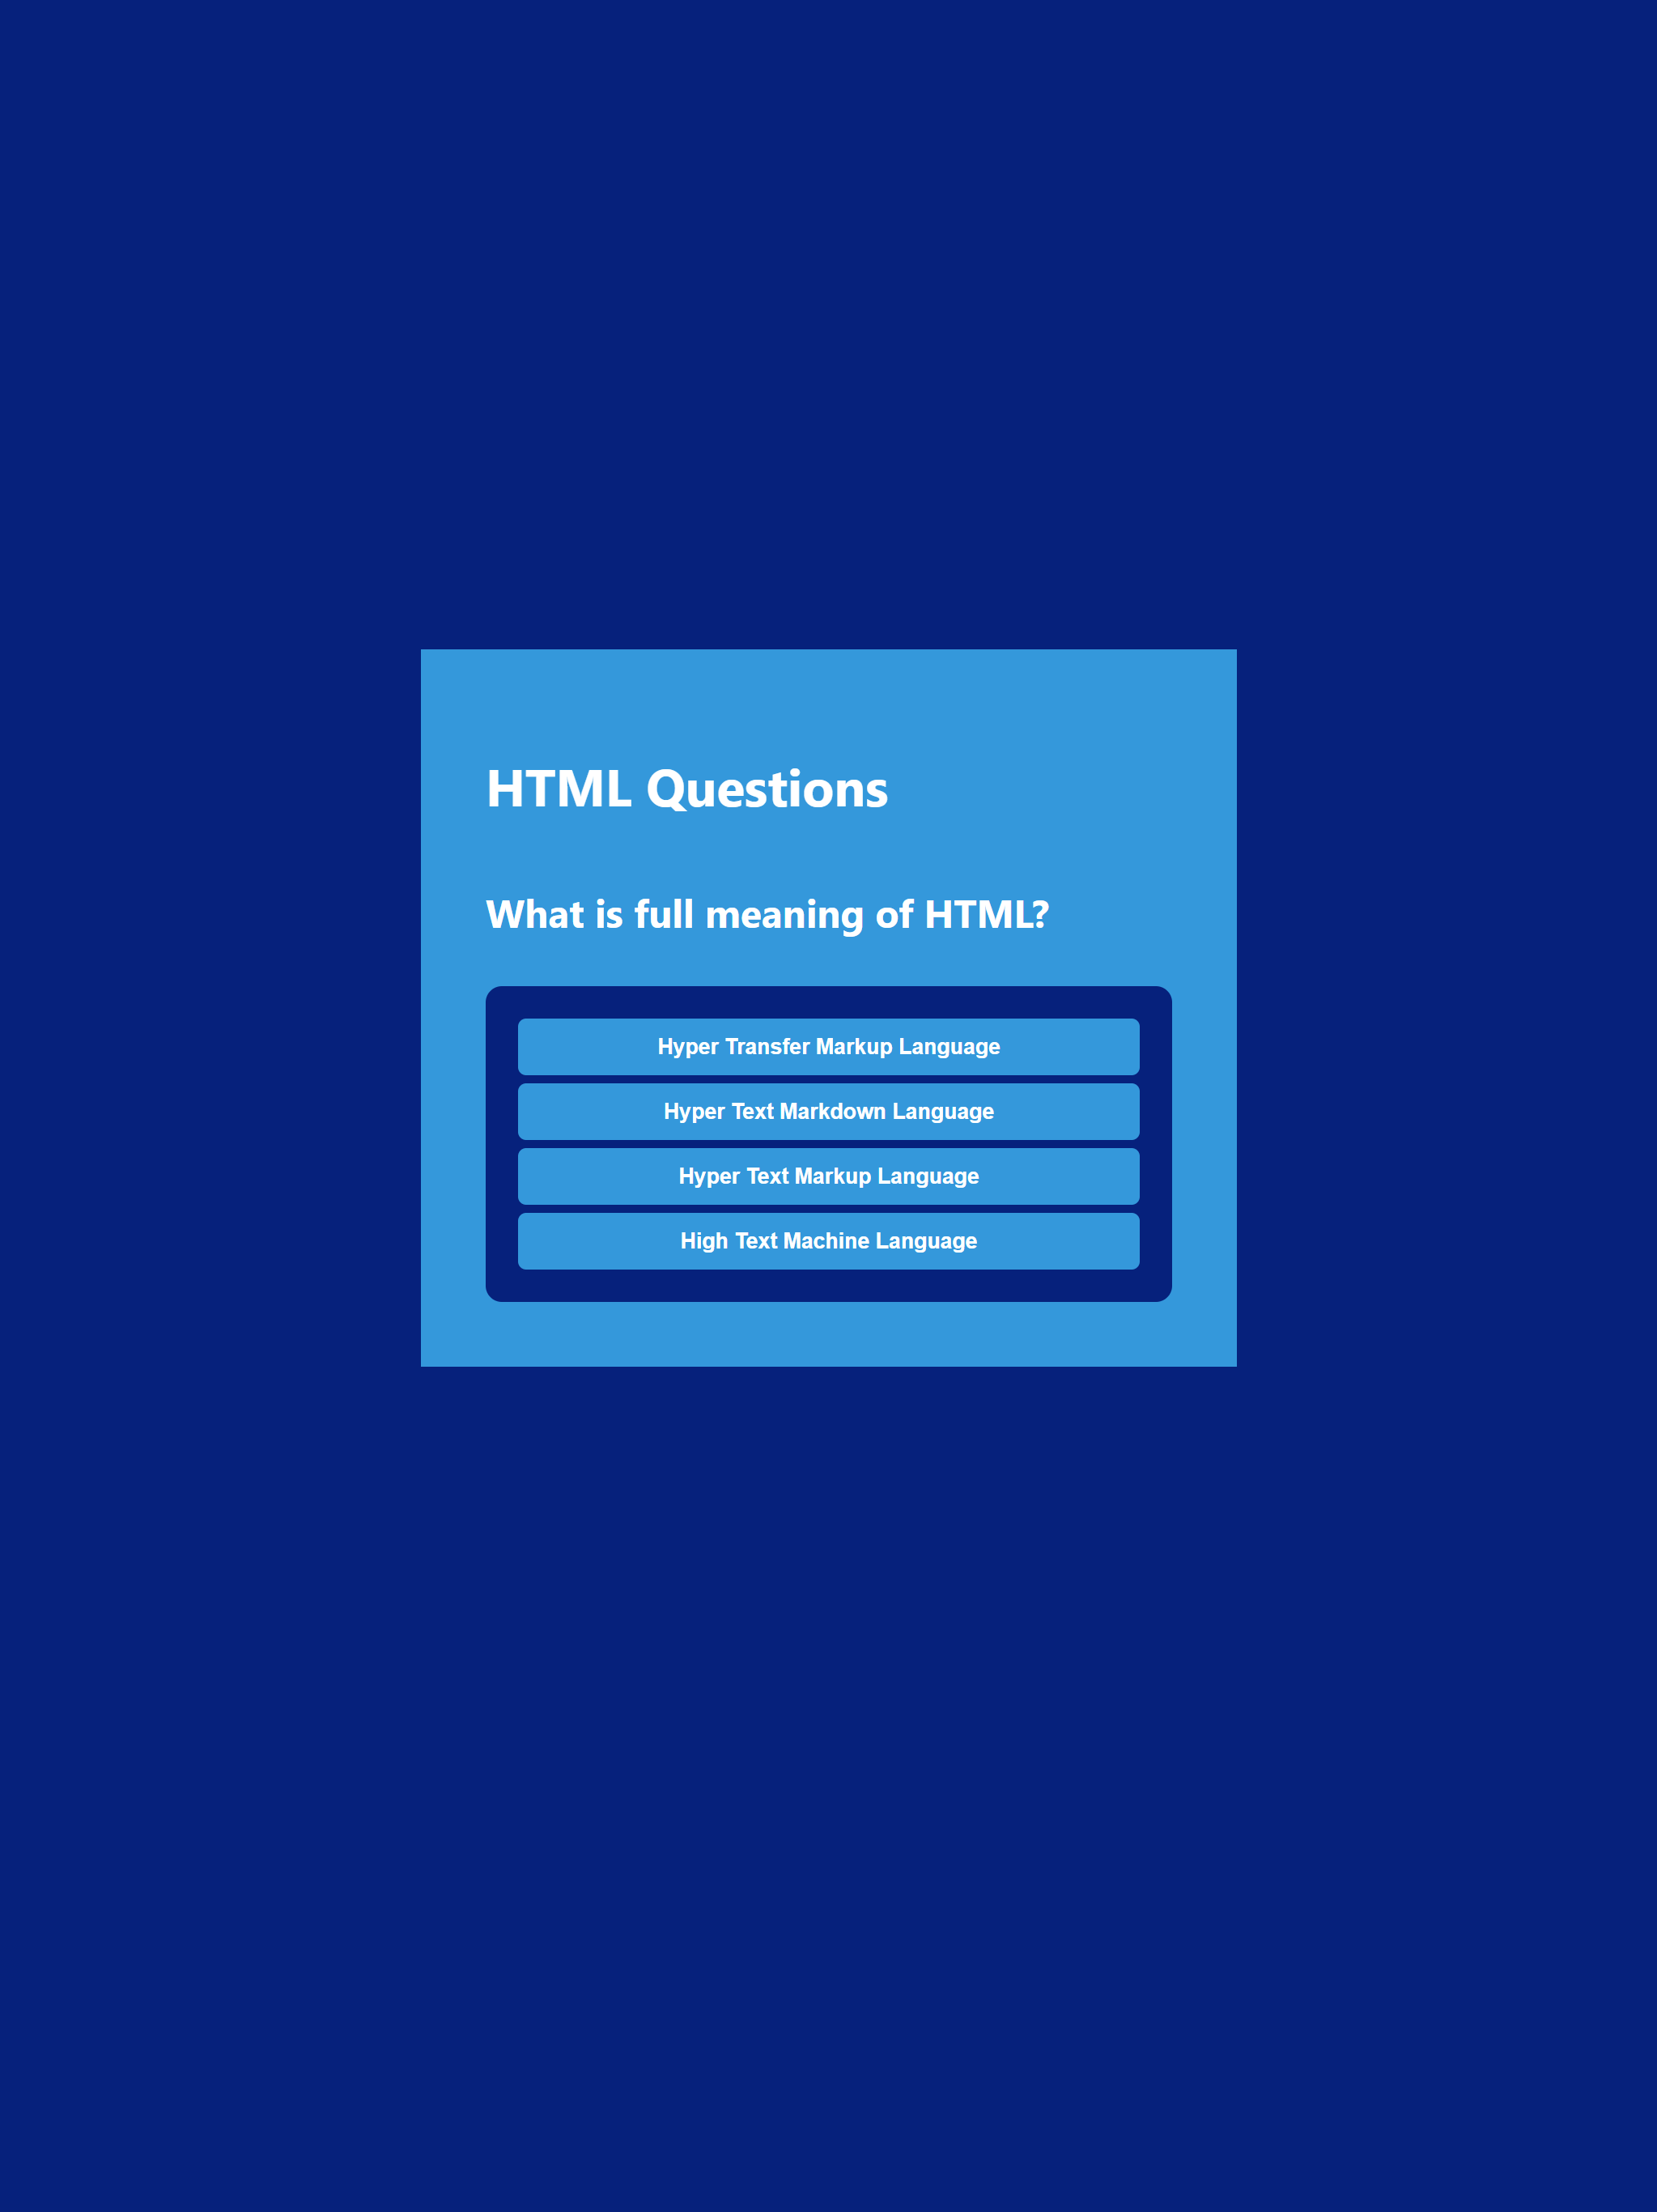 HTML Questions
What is full meaning of HTML?
Hyper Transfer Markup Language
Hyper Text Markdown Language
Hyper Text Markup Language
High Text Machine Language